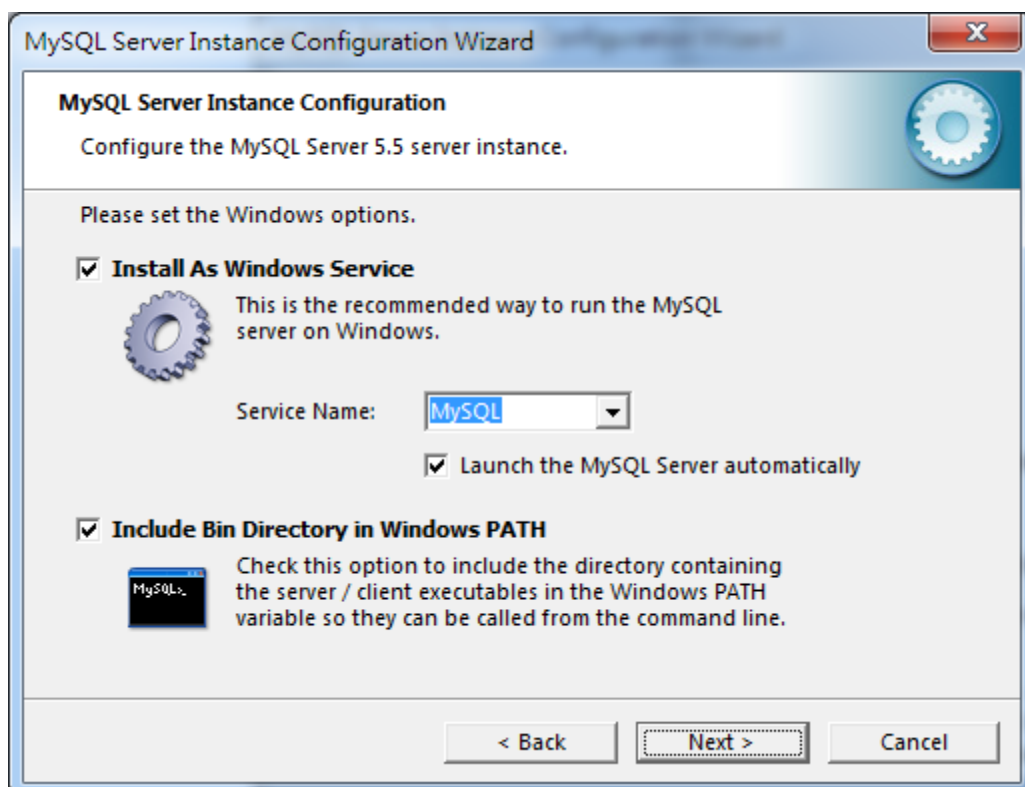 MySQL Server Instance Configuration Wizard
MySQL Server Instance Configuration
Configure the MySQL Server 5.5 server instance.
Please set the Windows options.
Install As Windows Service
This is the recommended way to run the MySQL
server on Windows.
Service Name:
MySQL
Launch the MySQL Server automatically
Include Bin Directory in Windows PATH
MySQL>_
Check this option to include the directory containing
the server / client executables in the Windows PATH
variable so they can be called from the command line.
< Back
Next >
Cancel